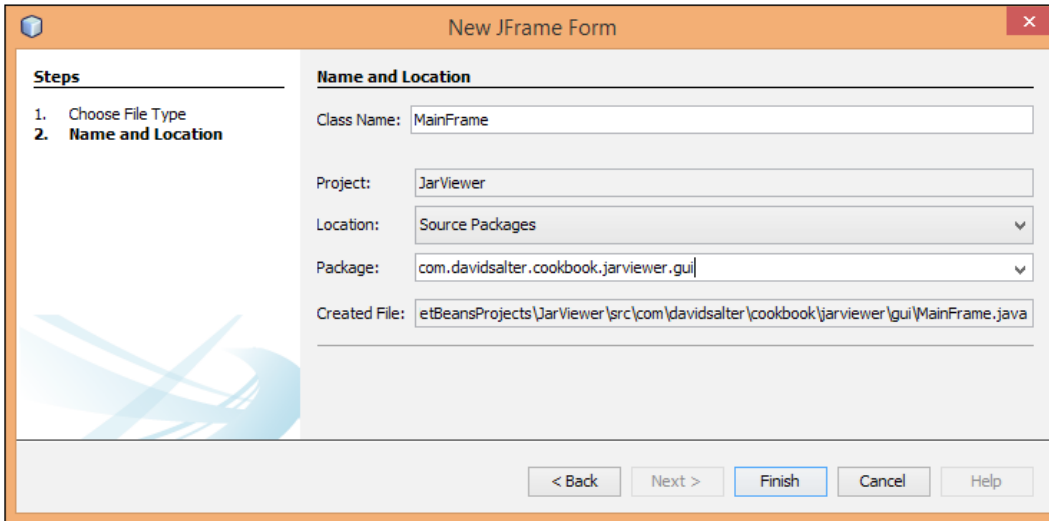 New JFrame Form
Steps
1. Choose File Type
2. Name and Location
Name and Location
Class Name: MainFrame
Project: JarViewer
Location: Source Packages
Package: com.davidsalter.cookbook.jarviewer.gui
Created File: etBeansProjects\JarViewer\src\com\davidsalter\cookbook\jarviewer\gui\MainFrame.java
< Back Next > Finish Cancel Help